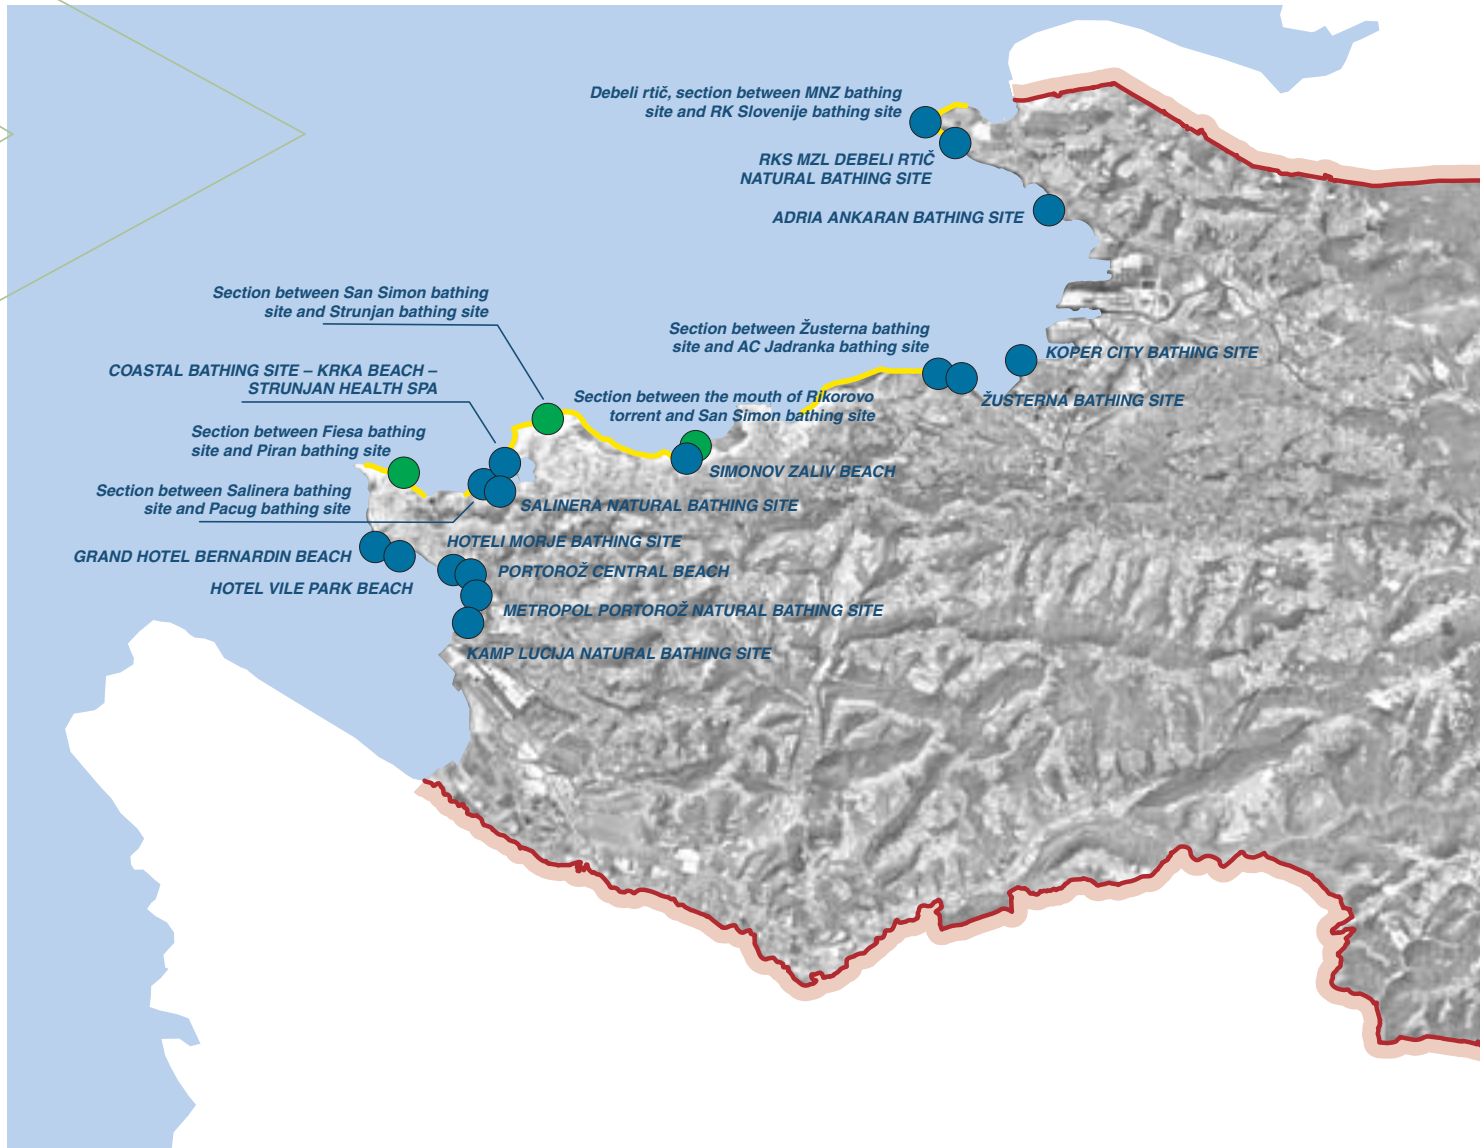 Debeli rtič, section between MNZ bathing
site and RK Slovenije bathing site
RKS MZL DEBELI RTIČ
NATURAL BATHING SITE
ADRIA ANKARAN BATHING SITE
Section between San Simon bathing
site and Strunjan bathing site
Section between Žusterna bathing
site and AC Jadranka bathing site
KOPER CITY BATHING SITE
COASTAL BATHING SITE – KRKA BEACH –
STRUNJAN HEALTH SPA
ŽUSTERNA BATHING SITE
Section between the mouth of Rikorovo
torrent and San Simon bathing site
Section between Fiesa bathing
site and Piran bathing site
SIMONOV ZALIV BEACH
Section between Salinera bathing
site and Pacug bathing site
SALINERA NATURAL BATHING SITE
HOTELI MORJE BATHING SITE
GRAND HOTEL BERNARDIN BEACH
PORTOROŽ CENTRAL BEACH
HOTEL VILE PARK BEACH
METROPOL PORTOROŽ NATURAL BATHING SITE
KAMP LUCIJA NATURAL BATHING SITE